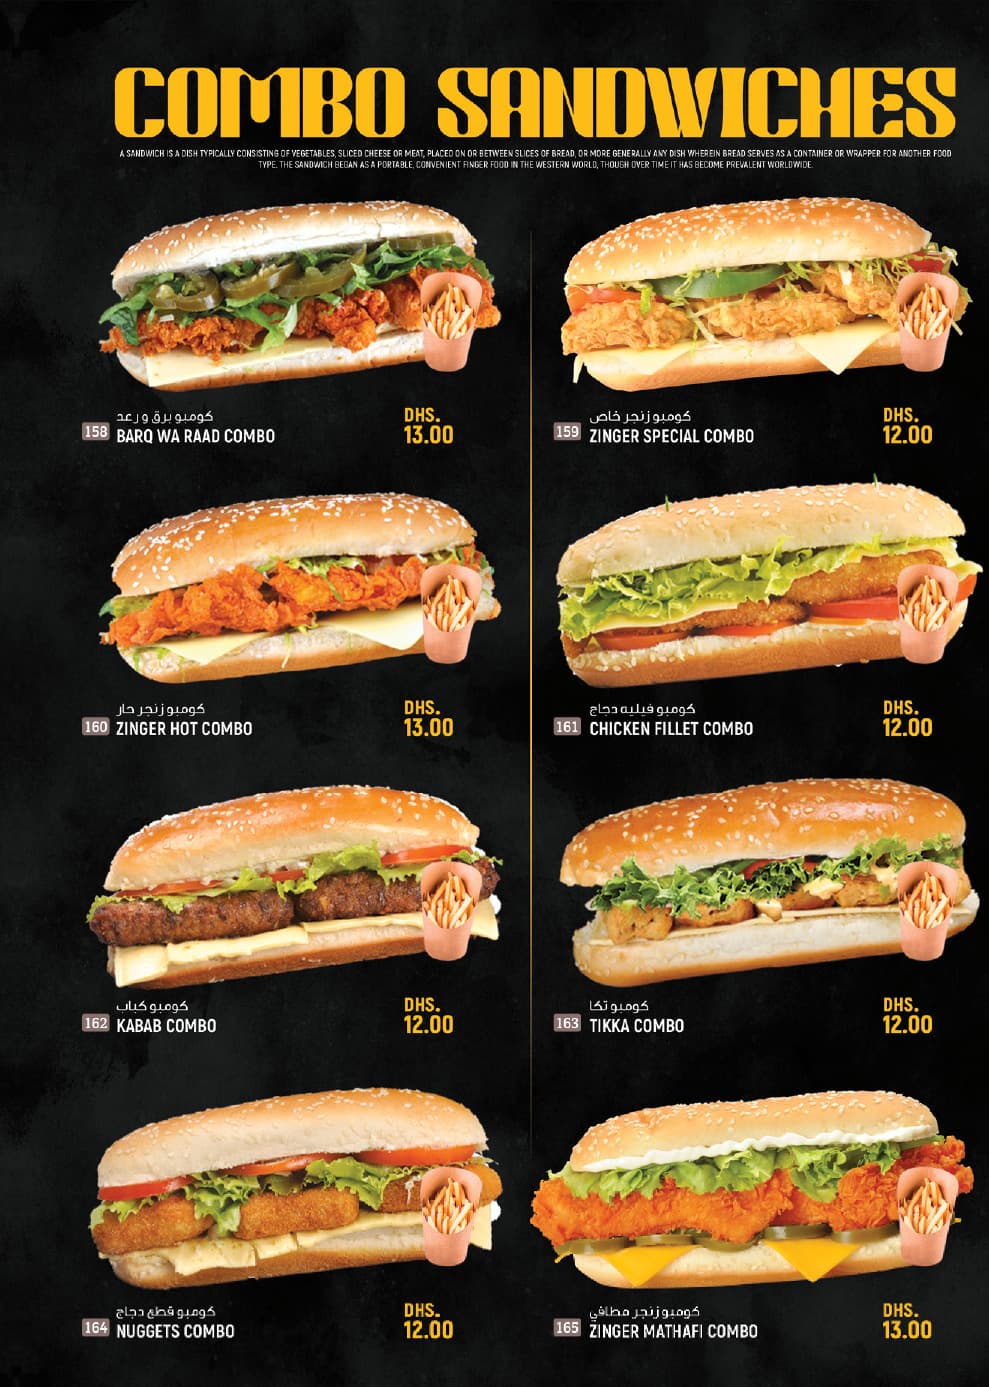 COMBO SANDWICHES
A SANDWICH IS A DISH TYPICALLY CONSISTING OF VEGETABLES, SLICED CHEESE OR MEAT, PLACED ON OR BETWEEN SLICES OF BREAD, OR MORE GENERALLY ANY DISH WHEREIN BREAD SERVES AS A CONTAINER OR WRAPPER FOR ANOTHER FOOD
TYPE. THE SANDWICH BEGAN AS A PORTABLE, CONVENIENT FINGER FOOD IN THE WESTERN WORLD, THOUGH OVER TIME IT HAS BECOME PREVALENT WORLDWIDE.
كومبو برق و رعد
158 BARQ WA RAAD COMBO
DHS.
13.00
كومبو زنجر خاص
159 ZINGER SPECIAL COMBO
DHS.
12.00
كومبو زنجر حار
160 ZINGER HOT COMBO
DHS.
13.00
كومبو فيليه دجاج
161 CHICKEN FILLET COMBO
DHS.
12.00
كومبو كباب
162 KABAB COMBO
DHS.
12.00
كومبو تكا
163 TIKKA COMBO
DHS.
12.00
كومبو قطع دجاج
164 NUGGETS COMBO
DHS.
12.00
كومبو زنجر مطافي
165 ZINGER MATHAFI COMBO
DHS.
13.00